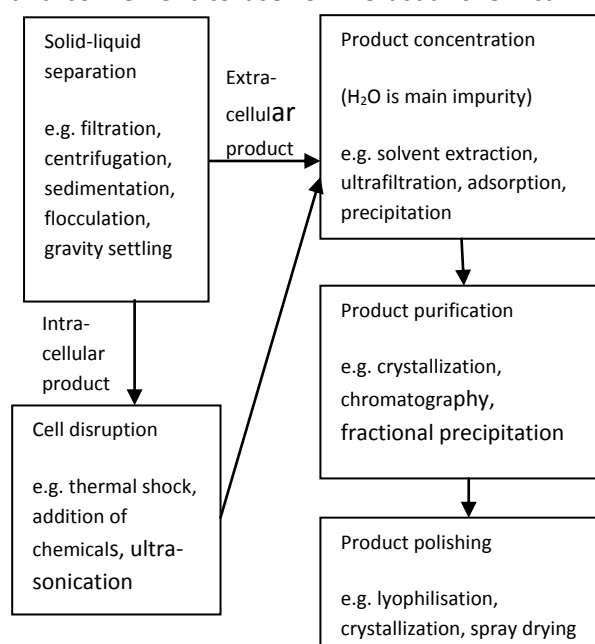 Solid-liquid
separation
e.g. filtration,
centrifugation,
sedimentation,
flocculation,
gravity settling
Extra-
cellular
product
Product concentration
(H₂O is main impurity)
e.g. solvent extraction,
ultrafiltration, adsorption,
precipitation
Intra-
cellular
product
Cell disruption
e.g. thermal shock,
addition of
chemicals, ultra-
sonication
Product purification
e.g. crystallization,
chromatography,
fractional precipitation
Product polishing
e.g. lyophilisation,
crystallization, spray drying